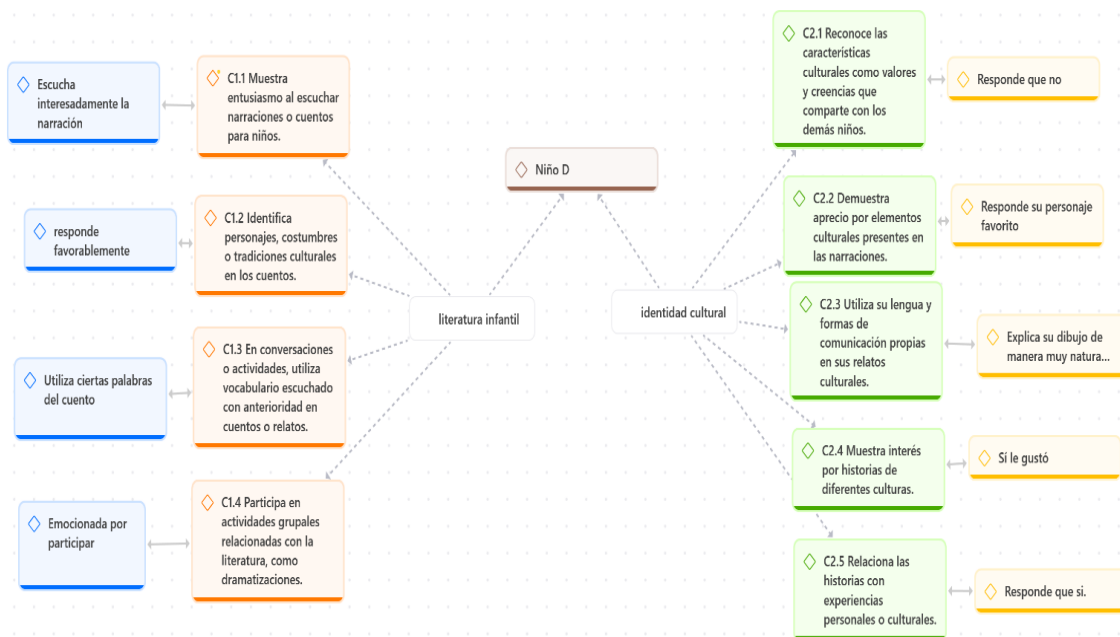 Niño D
literatura infantil
identidad cultural
C1.1 Muestra
entusiasmo al escuchar
narraciones o cuentos
para niños.
Escucha
interesadamente la
narración
C1.2 Identifica
personajes, costumbres
o tradiciones culturales
en los cuentos.
responde
favorablemente
C1.3 En conversaciones
o actividades, utiliza
vocabulario escuchado
con anterioridad en
cuentos o relatos.
Utiliza ciertas palabras
del cuento
C1.4 Participa en
actividades grupales
relacionadas con la
literatura, como
dramatizaciones.
Emocionada por
participar
C2.1 Reconoce las
características
culturales como valores
y creencias que
comparte con los
demás niños.
Responde que no
C2.2 Demuestra
aprecio por elementos
culturales presentes en
las narraciones.
Responde su personaje
favorito
C2.3 Utiliza su lengua y
formas de
comunicación propias
en sus relatos
culturales.
Explica su dibujo de
manera muy natura...
C2.4 Muestra interés
por historias de
diferentes culturas.
Sí le gustó
C2.5 Relaciona las
historias con
experiencias
personales o culturales.
Responde que si.